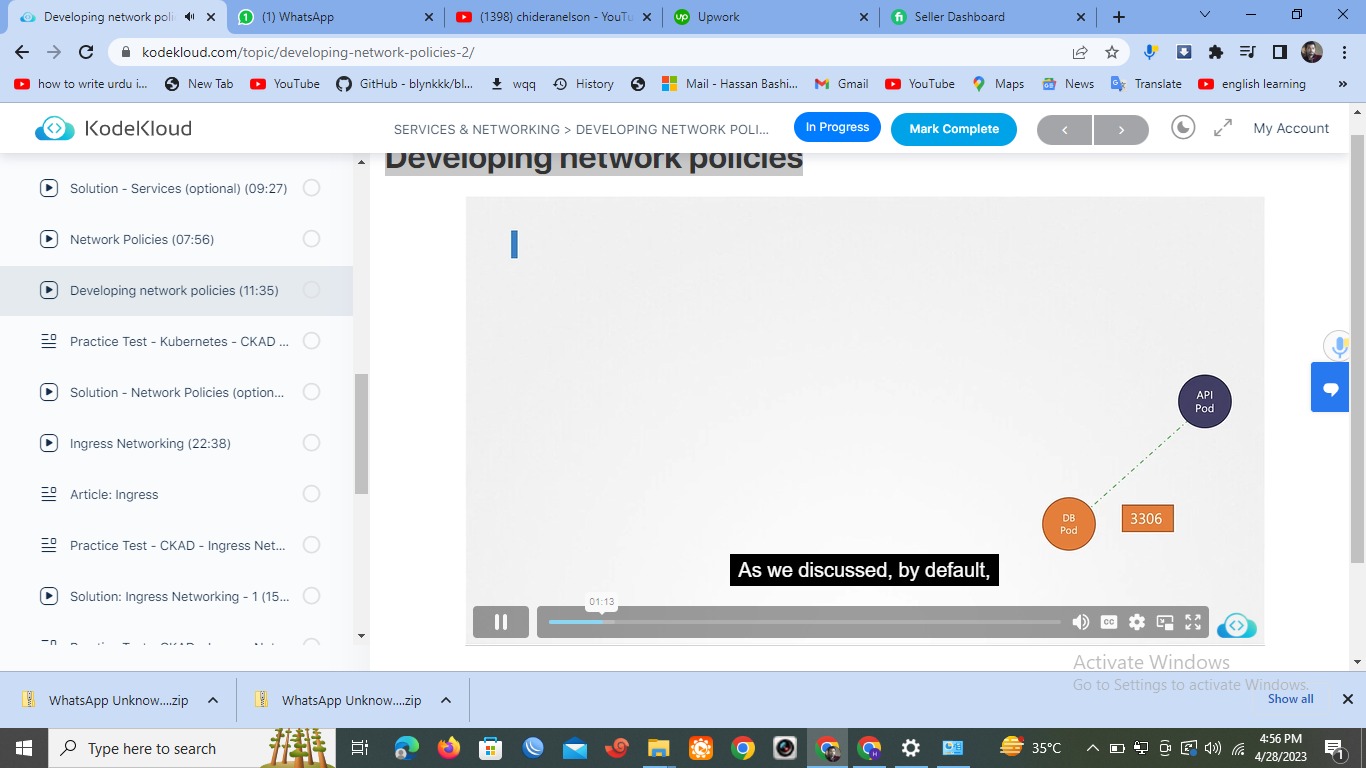 Developing network poli
(1) WhatsApp
(1398) chideranelson - YouTu
Upwork
Seller Dashboard
kodekloud.com/topic/developing-network-policies-2/
how to write urdu i...
New Tab
YouTube
GitHub - blynkkk/bl...
wqq
History
Mail - Hassan Bashi...
Gmail
YouTube
Maps
News
Translate
english learning
KodeKloud
SERVICES & NETWORKING > DEVELOPING NETWORK POLI...
In Progress
Mark Complete
My Account
Developing network policies
Solution - Services (optional) (09:27)
Network Policies (07:56)
Developing network policies (11:35)
Practice Test - Kubernetes - CKAD ...
Solution - Network Policies (option...
Ingress Networking (22:38)
Article: Ingress
Practice Test - CKAD - Ingress Net...
Solution: Ingress Networking - 1 (15...
API
Pod
DB
Pod
3306
As we discussed, by default,
01:13
CC
Activate Windows
Go to Settings to activate Windows.
WhatsApp Unknow....zip
WhatsApp Unknow....zip
Show all
Type here to search
35°C
4:56 PM
4/28/2023
1